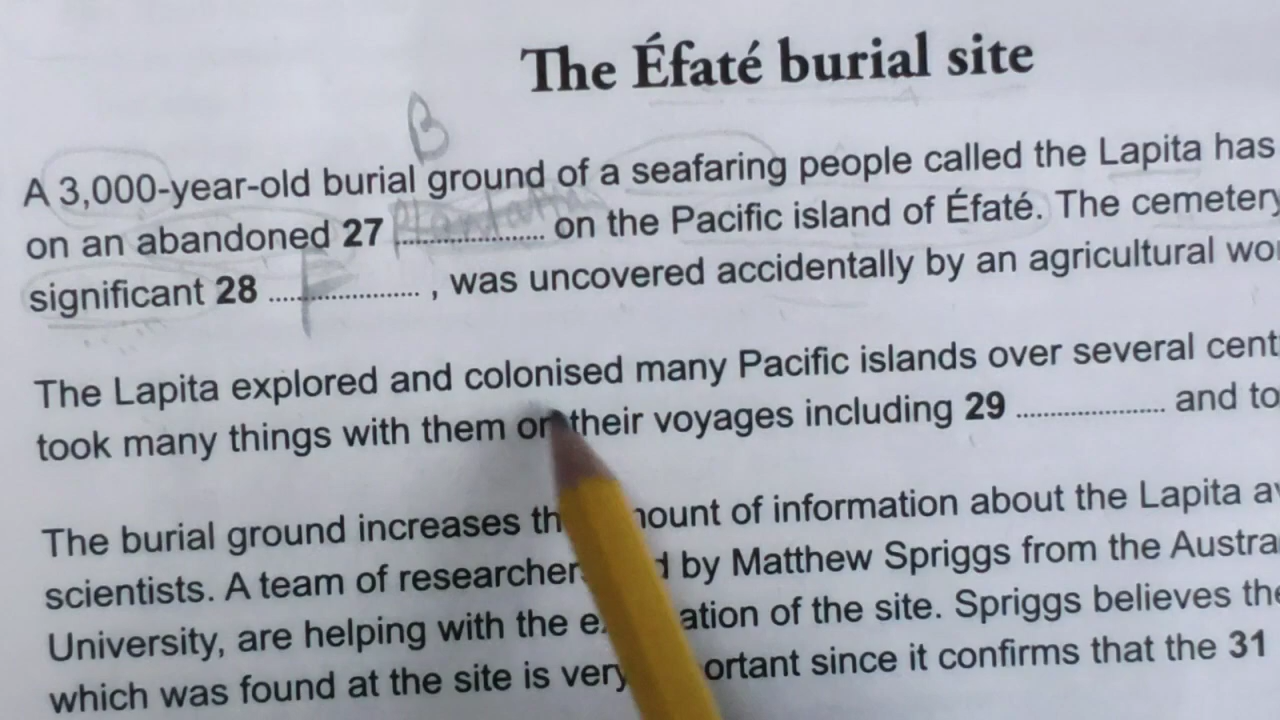 The Éfaté burial site
B
A 3,000-year-old burial ground of a seafaring people called the Lapita has
on an abandoned 27 Plantation .................... on the Pacific island of Éfaté. The cemetery
significant 28 F .................... , was uncovered accidentally by an agricultural wo
The Lapita explored and colonised many Pacific islands over several cent
took many things with them on their voyages including 29 .................... and to
The burial ground increases th ount of information about the Lapita av
scientists. A team of researcher d by Matthew Spriggs from the Austra
University, are helping with the e ation of the site. Spriggs believes the
which was found at the site is very ortant since it confirms that the 31